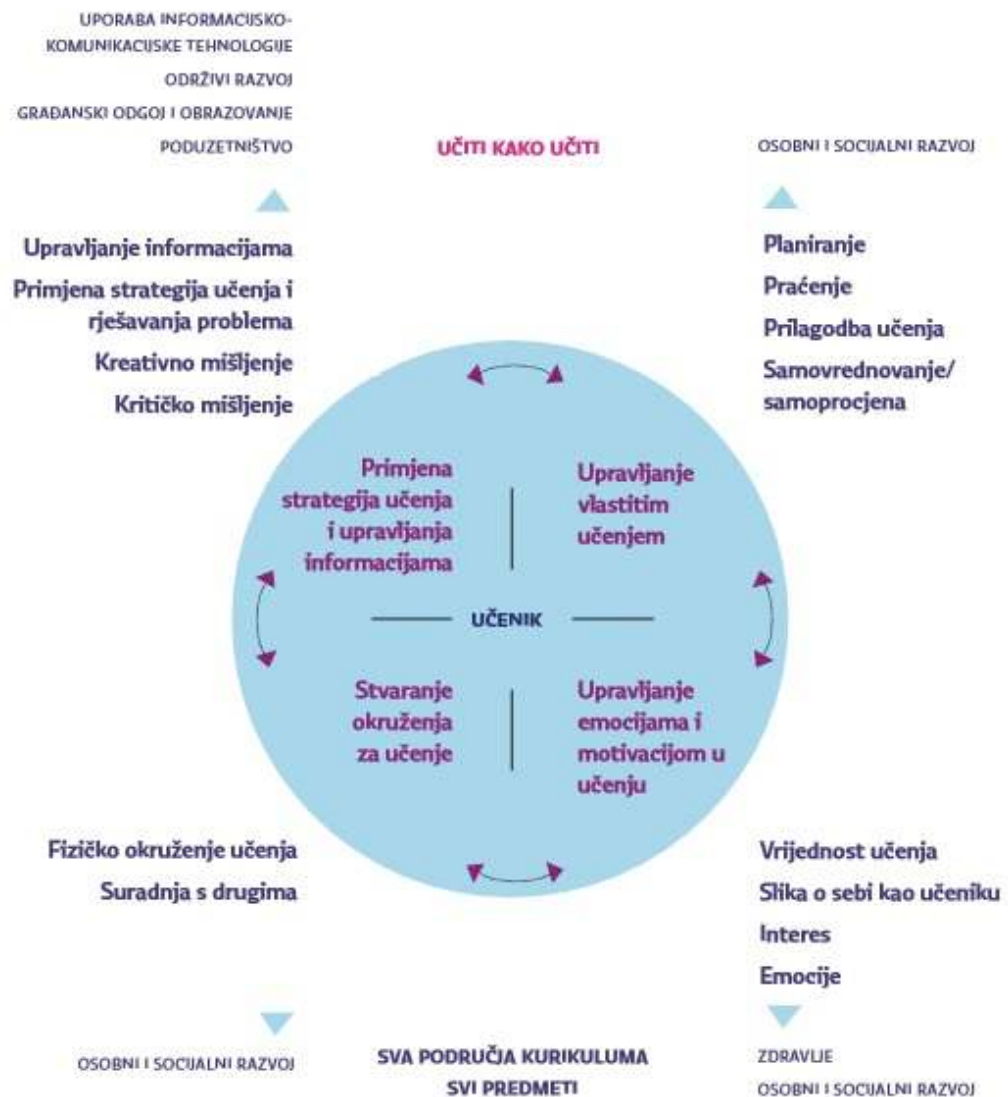 UPORABA INFORMACIJSKO-
KOMUNIKACIJSKE TEHNOLOGIJE
ODRŽIVI RAZVOJ
GRAĐANSKI ODGOJ I OBRAZOVANJE
PODUZETNIŠTVO
UČITI KAKO UČITI
OSOBNI I SOCIJALNI RAZVOJ
Upravljanje informacijama
Primjena strategija učenja i
rješavanja problema
Kreativno mišljenje
Kritičko mišljenje
Planiranje
Praćenje
Prilagodba učenja
Samovrednovanje/
samoprocjena
Primjena
strategija učenja
i upravljanja
informacijama
Upravljanje
vlastitim
učenjem
UČENIK
Stvaranje
okruženja
za učenje
Upravljanje
emocijama i
motivacijom u
učenju
Fizičko okruženje učenja
Suradnja s drugima
Vrijednost učenja
Slika o sebi kao učeniku
Interes
Emocije
OSOBNI I SOCIJALNI RAZVOJ
SVA PODRUČJA KURIKULUMA
SVI PREDMETI
ZDRAVLJE
OSOBNI I SOCIJALNI RAZVOJ